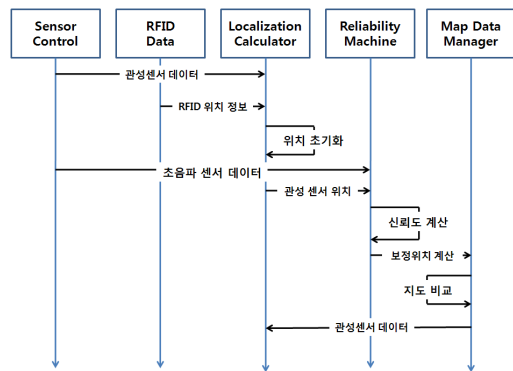 Sensor
Control
RFID
Data
Localization
Calculator
Reliability
Machine
Map Data
Manager
관성센서 데이터
RFID 위치 정보
위치 초기화
초음파 센서 데이터
관성 센서 위치
신뢰도 계산
보정위치 계산
지도 비교
관성센서 데이터